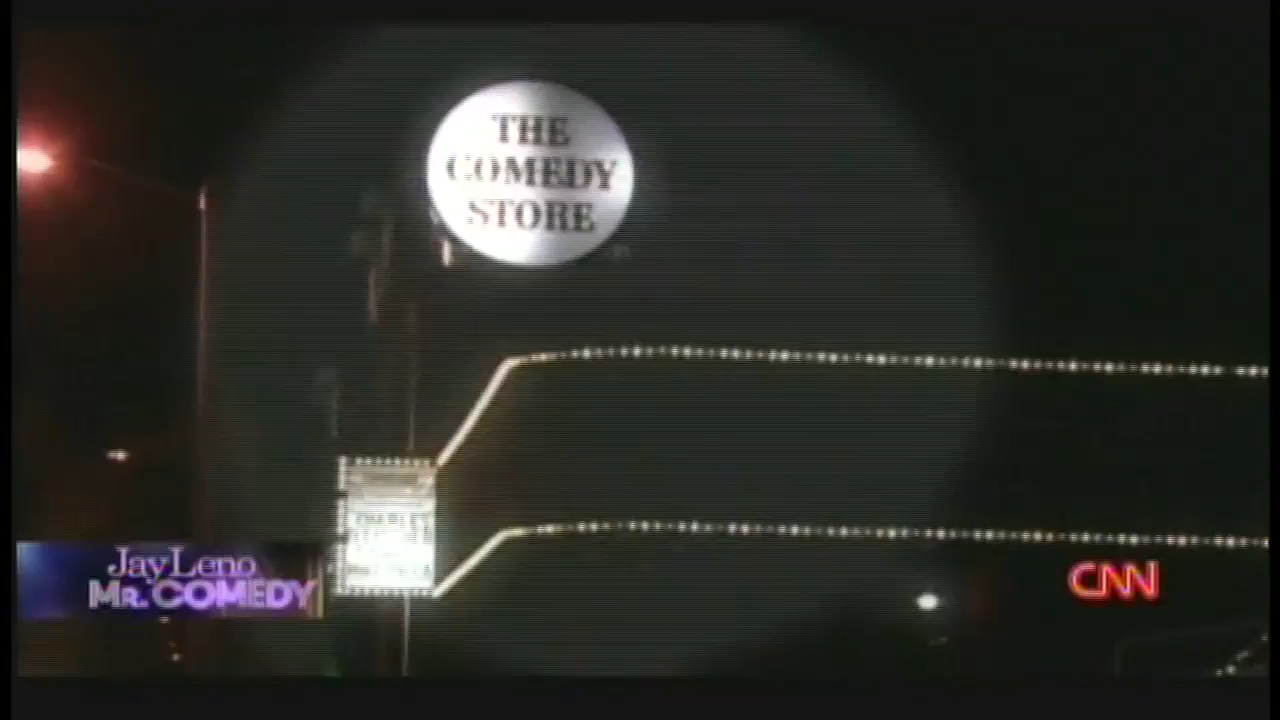 THE
COMEDY
STORE
Jay Leno
MR. COMEDY
CNN